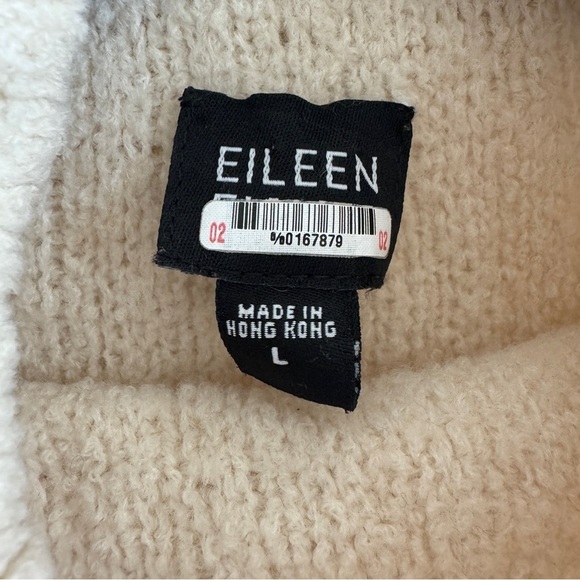 EILEEN
02 02
0167879
MADE IN
HONG KONG
L